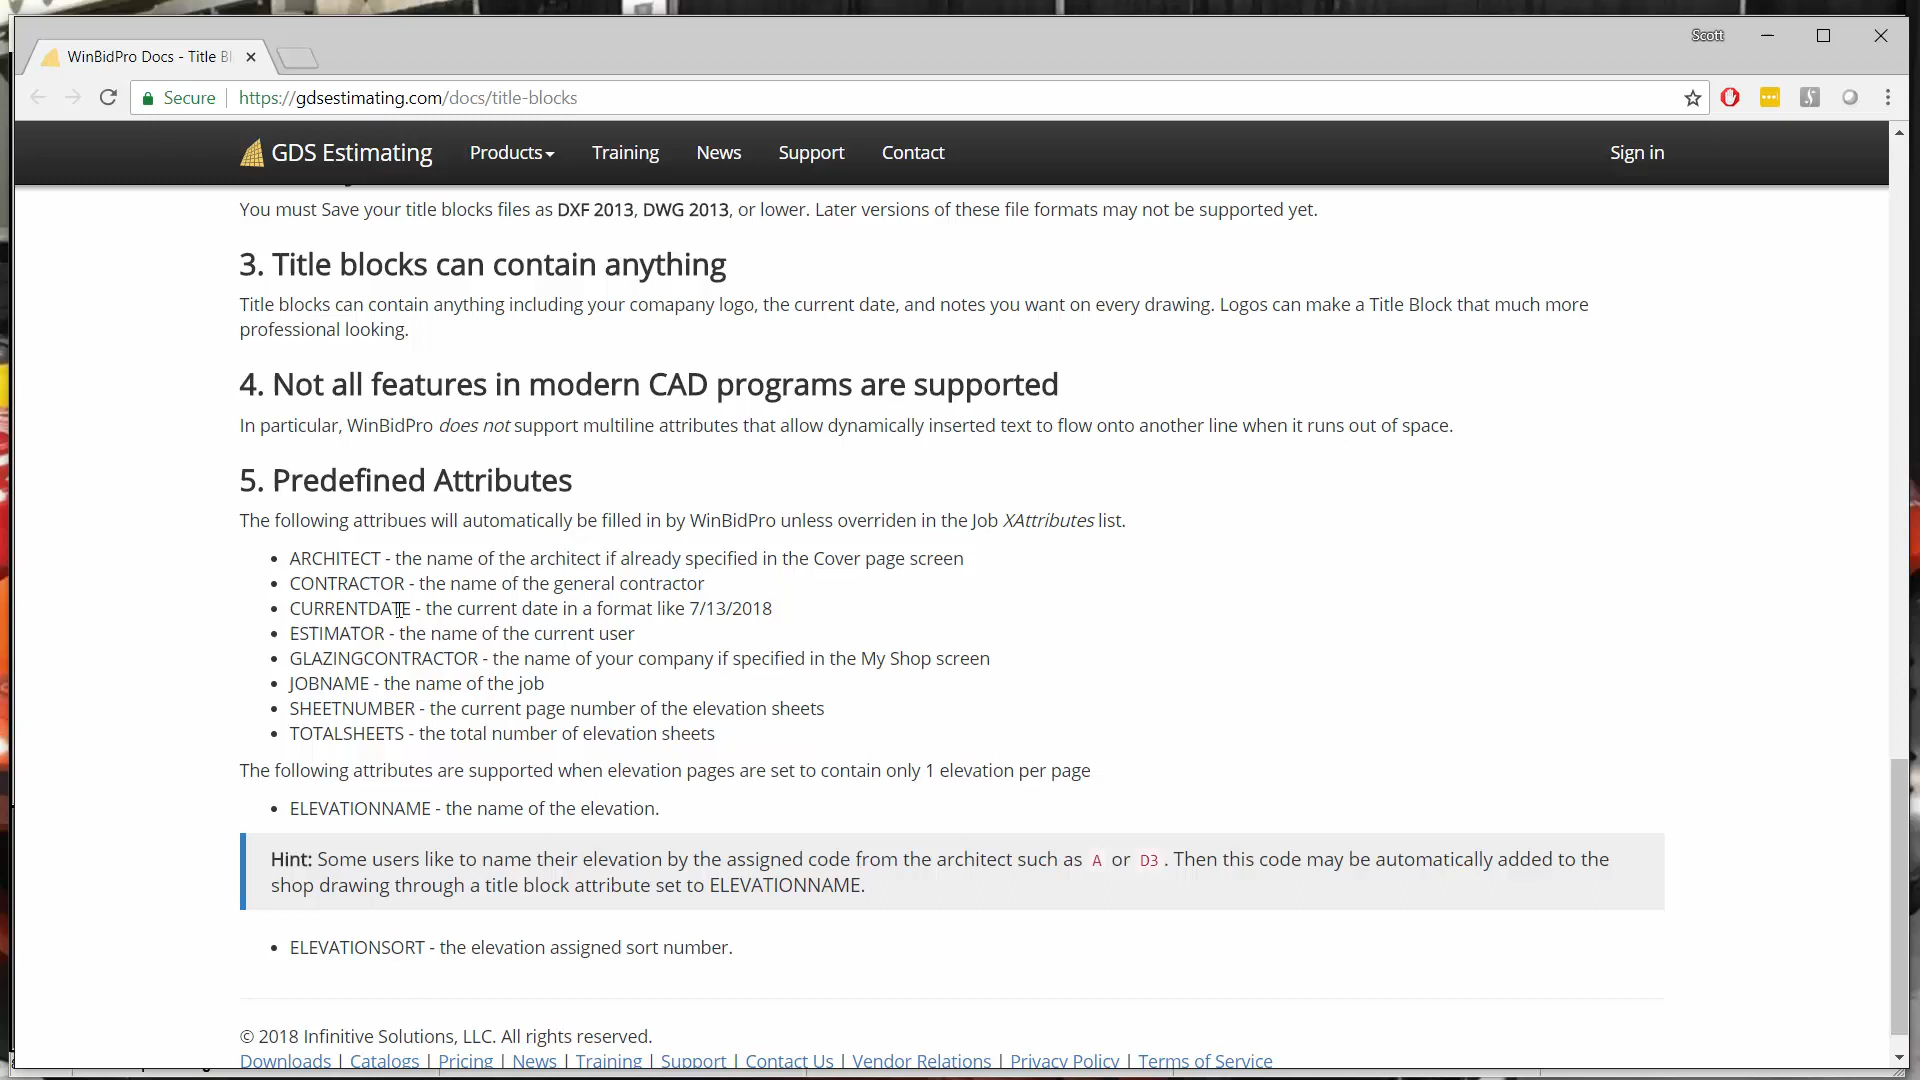 Scott
WinBidPro Docs - Title Bl
Secure | https://gdsestimating.com/docs/title-blocks
GDS Estimating Products Training News Support Contact Sign in
You must Save your title blocks files as DXF 2013, DWG 2013, or lower. Later versions of these file formats may not be supported yet.
3. Title blocks can contain anything
Title blocks can contain anything including your comapany logo, the current date, and notes you want on every drawing. Logos can make a Title Block that much more
professional looking.
4. Not all features in modern CAD programs are supported
In particular, WinBidPro does not support multiline attributes that allow dynamically inserted text to flow onto another line when it runs out of space.
5. Predefined Attributes
The following attribues will automatically be filled in by WinBidPro unless overriden in the Job XAttributes list.
• ARCHITECT - the name of the architect if already specified in the Cover page screen
• CONTRACTOR - the name of the general contractor
• CURRENTDATE - the current date in a format like 7/13/2018
• ESTIMATOR - the name of the current user
• GLAZINGCONTRACTOR - the name of your company if specified in the My Shop screen
• JOBNAME - the name of the job
• SHEETNUMBER - the current page number of the elevation sheets
• TOTALSHEETS - the total number of elevation sheets
The following attributes are supported when elevation pages are set to contain only 1 elevation per page
• ELEVATIONNAME - the name of the elevation.
Hint: Some users like to name their elevation by the assigned code from the architect such as A or D3. Then this code may be automatically added to the
shop drawing through a title block attribute set to ELEVATIONNAME.
• ELEVATIONSORT - the elevation assigned sort number.
© 2018 Infinitive Solutions, LLC. All rights reserved.
Downloads | Catalogs | Pricing | News | Training | Support | Contact Us | Vendor Relations | Privacy Policy | Terms of Service